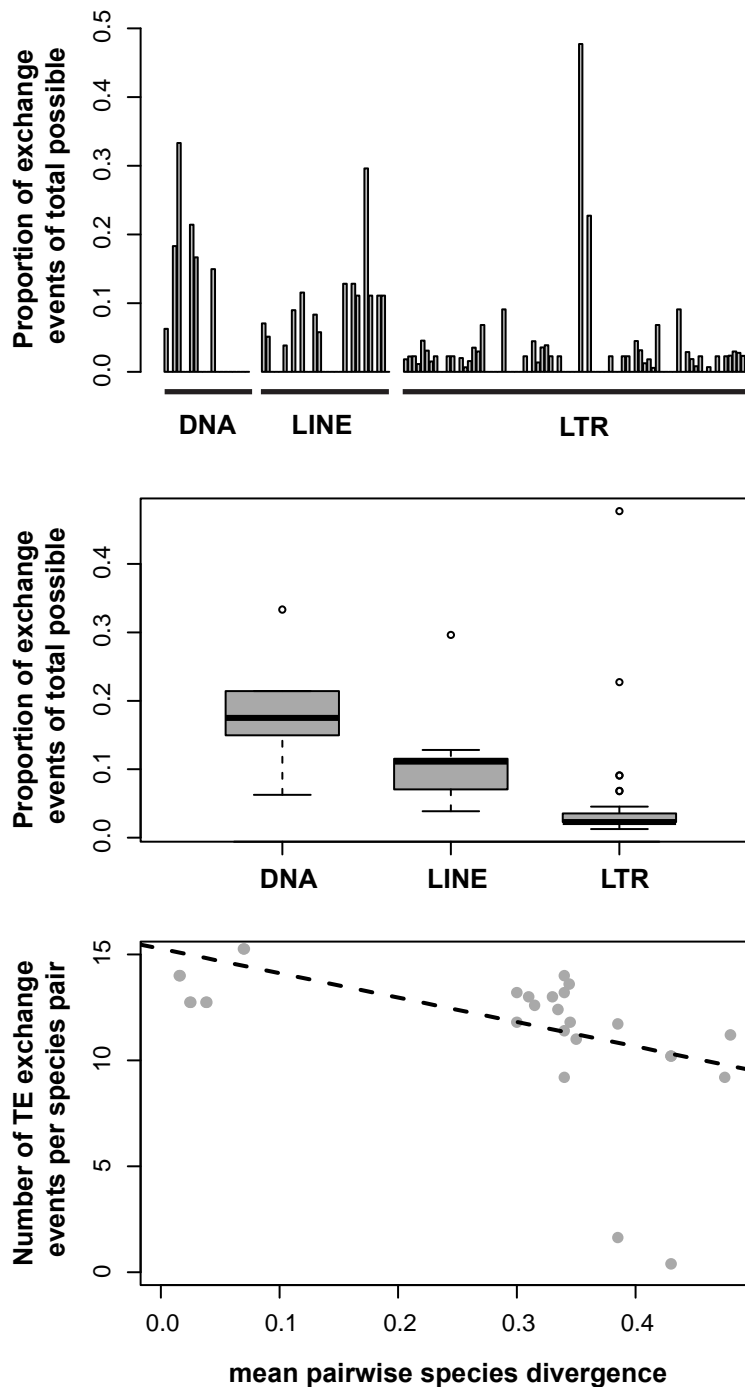 Proportion of exchange
events of total possible
0.5
0.4
0.3
0.2
0.1
0.0
DNA LINE LTR
Proportion of exchange
events of total possible
0.4
0.3
0.2
0.1
0.0
DNA LINE LTR
Number of TE exchange
events per species pair
15
10
5
0
0.0 0.1 0.2 0.3 0.4
mean pairwise species divergence